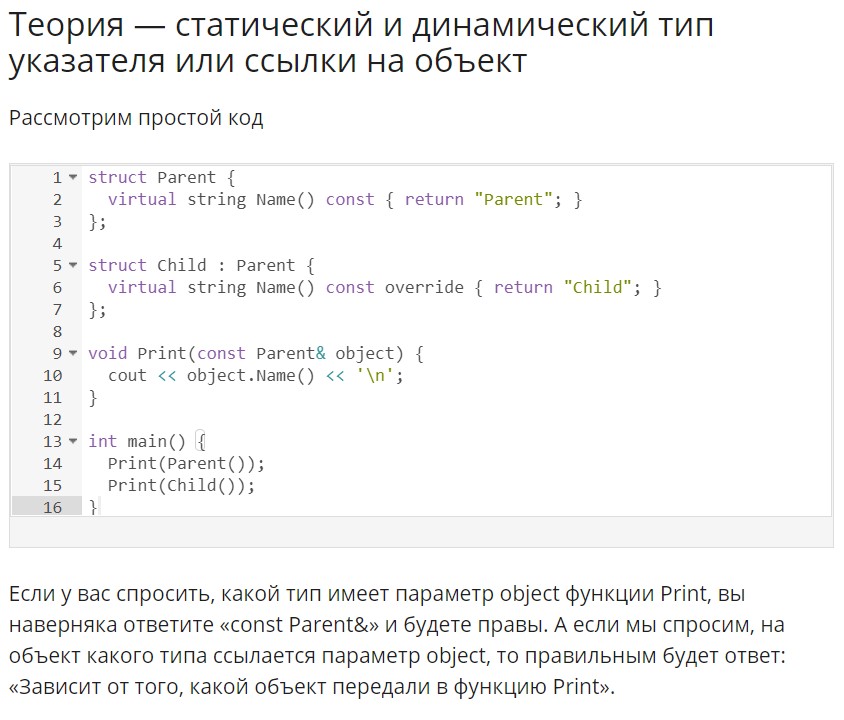 Теория — статический и динамический тип
указателя или ссылки на объект
Рассмотрим простой код
1 struct Parent {
2   virtual string Name() const { return "Parent"; }
3 };
4
5 struct Child : Parent {
6   virtual string Name() const override { return "Child"; }
7 };
8
9 void Print(const Parent& object) {
10   cout << object.Name() << '\n';
11 }
12
13 int main() {
14   Print(Parent());
15   Print(Child());
16 }
Если у вас спросить, какой тип имеет параметр object функции Print, вы
наверняка ответите «const Parent&» и будете правы. А если мы спросим, на
объект какого типа ссылается параметр object, то правильным будет ответ:
«Зависит от того, какой объект передали в функцию Print».